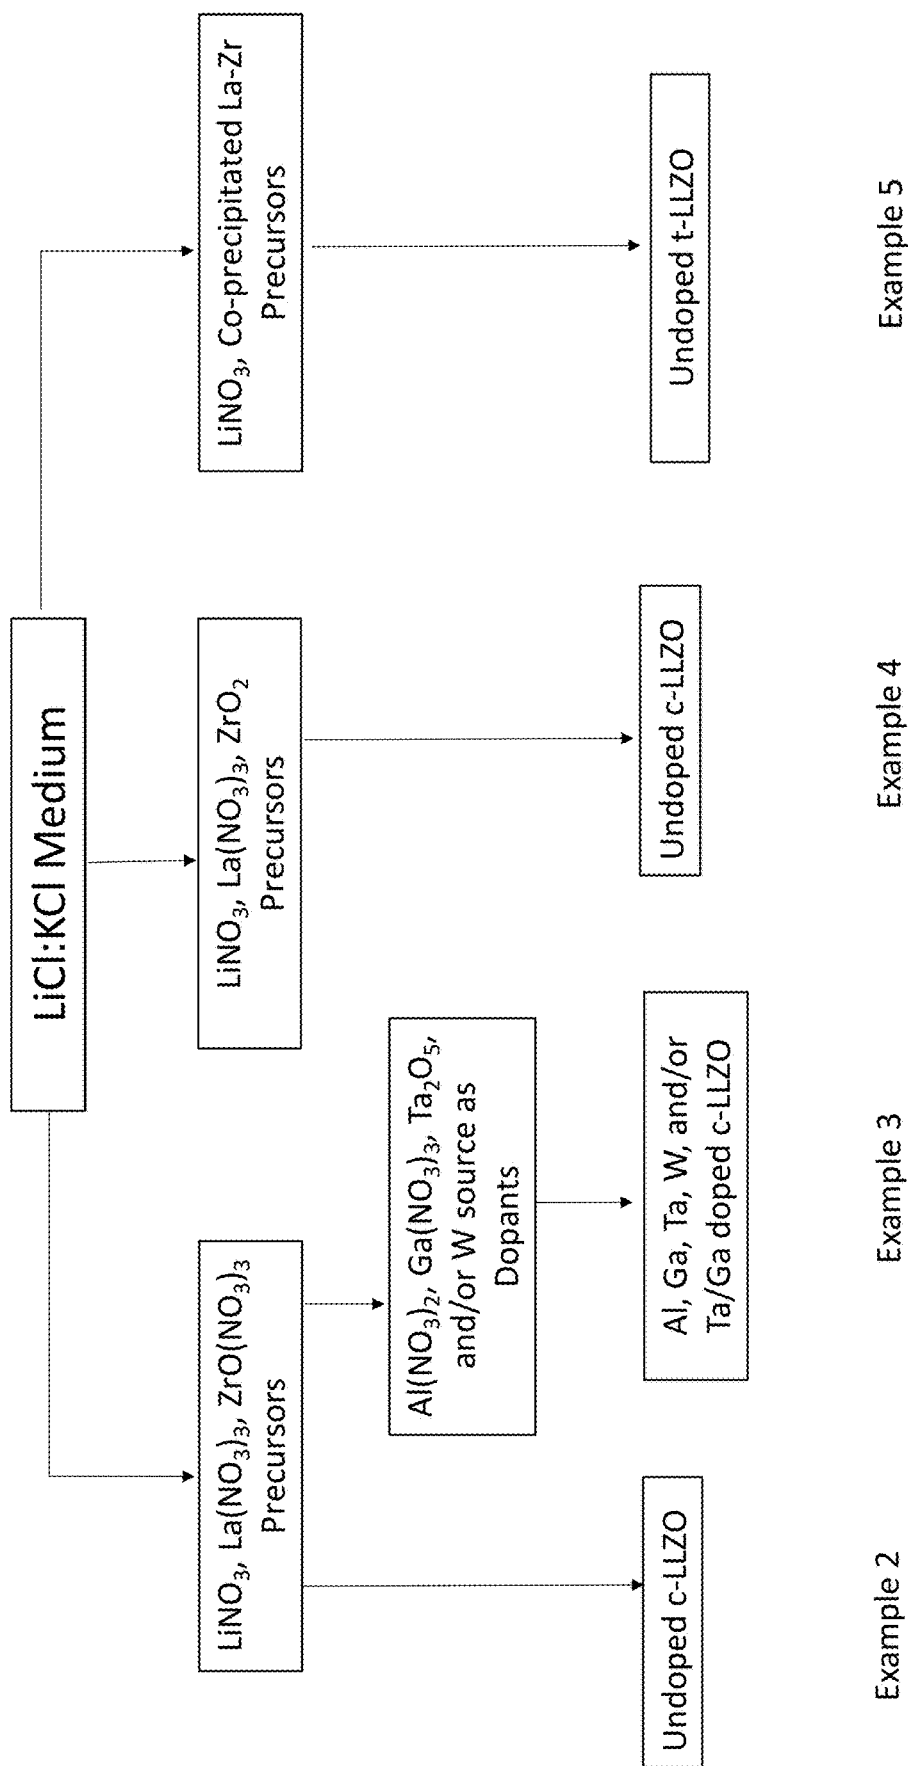 LiCl:KCl Medium
LiNO₃, La(NO₃)₃, ZrO(NO₃)₃
Precursors
LiNO₃, La(NO₃)₃, ZrO₂
Precursors
LiNO₃, Co-precipitated La-Zr
Precursors
Al(NO₃)₂, Ga(NO₃)₃, Ta₂O₅,
and/or W source as
Dopants
Undoped c-LLZO
Al, Ga, Ta, W, and/or
Ta/Ga doped c-LLZO
Undoped c-LLZO
Undoped t-LLZO
Example 2
Example 3
Example 4
Example 5